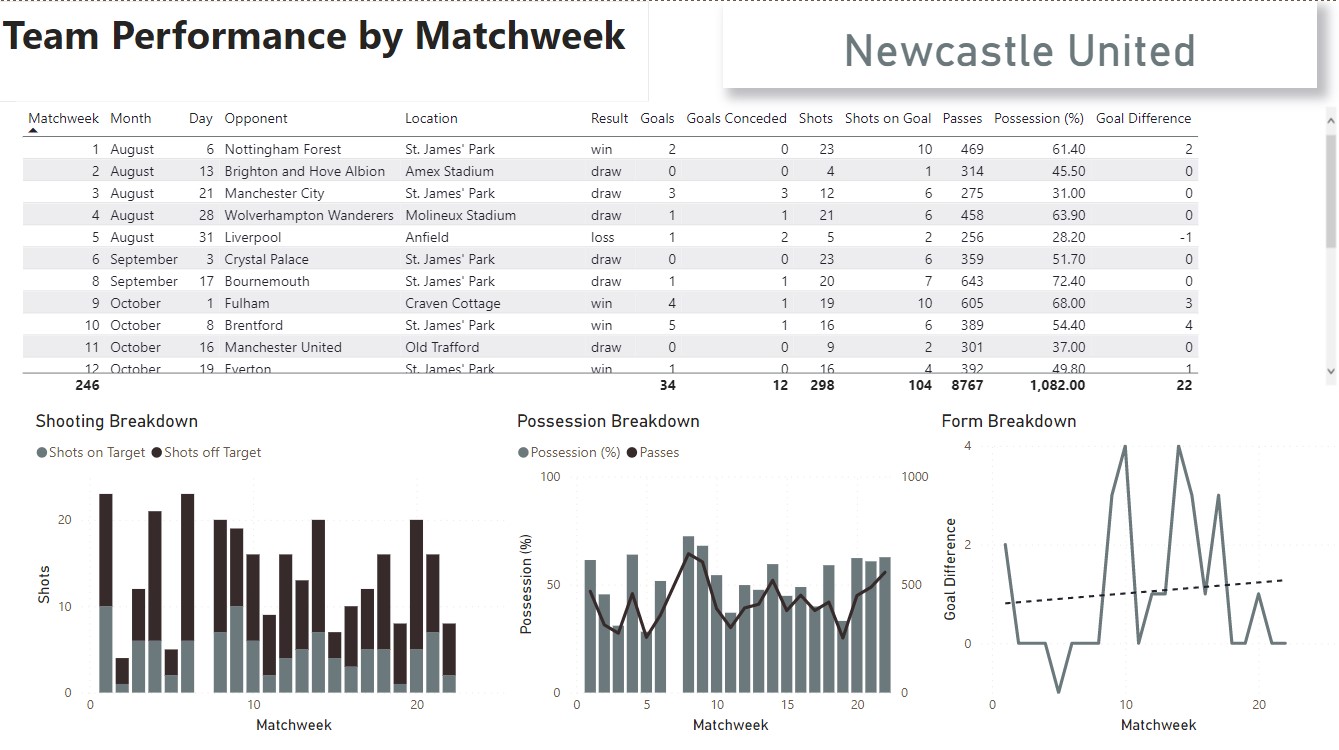 Team Performance by Matchweek
Newcastle United
Matchweek Month Day Opponent Location Result Goals Goals Conceded Shots Shots on Goal Passes Possession (%) Goal Difference
1 August 6 Nottingham Forest St. James' Park win 2 0 23 10 469 61.40 2
2 August 13 Brighton and Hove Albion Amex Stadium draw 0 0 4 1 314 45.50 0
3 August 21 Manchester City St. James' Park draw 3 3 12 6 275 31.00 0
4 August 28 Wolverhampton Wanderers Molineux Stadium draw 1 1 21 6 458 63.90 0
5 August 31 Liverpool Anfield loss 1 2 5 2 256 28.20 -1
6 September 3 Crystal Palace St. James' Park draw 0 0 23 6 359 51.70 0
8 September 17 Bournemouth St. James' Park draw 1 1 20 7 643 72.40 0
9 October 1 Fulham Craven Cottage win 4 1 19 10 605 68.00 3
10 October 8 Brentford St. James' Park win 5 1 16 6 389 54.40 4
11 October 16 Manchester United Old Trafford draw 0 0 9 2 301 37.00 0
12 October 19 Everton St. James' Park win 1 0 16 4 392 49.80 1
246 34 12 298 104 8767 1,082.00 22
Shooting Breakdown
Shots on Target Shots off Target
20
10
0
Shots
0 10 20
Matchweek
Possession Breakdown
Possession (%) Passes
100 1000
50 500
0 0
Possession (%)
0 5 10 15 20
Matchweek
Form Breakdown
4
2
0
Goal Difference
0 10 20
Matchweek